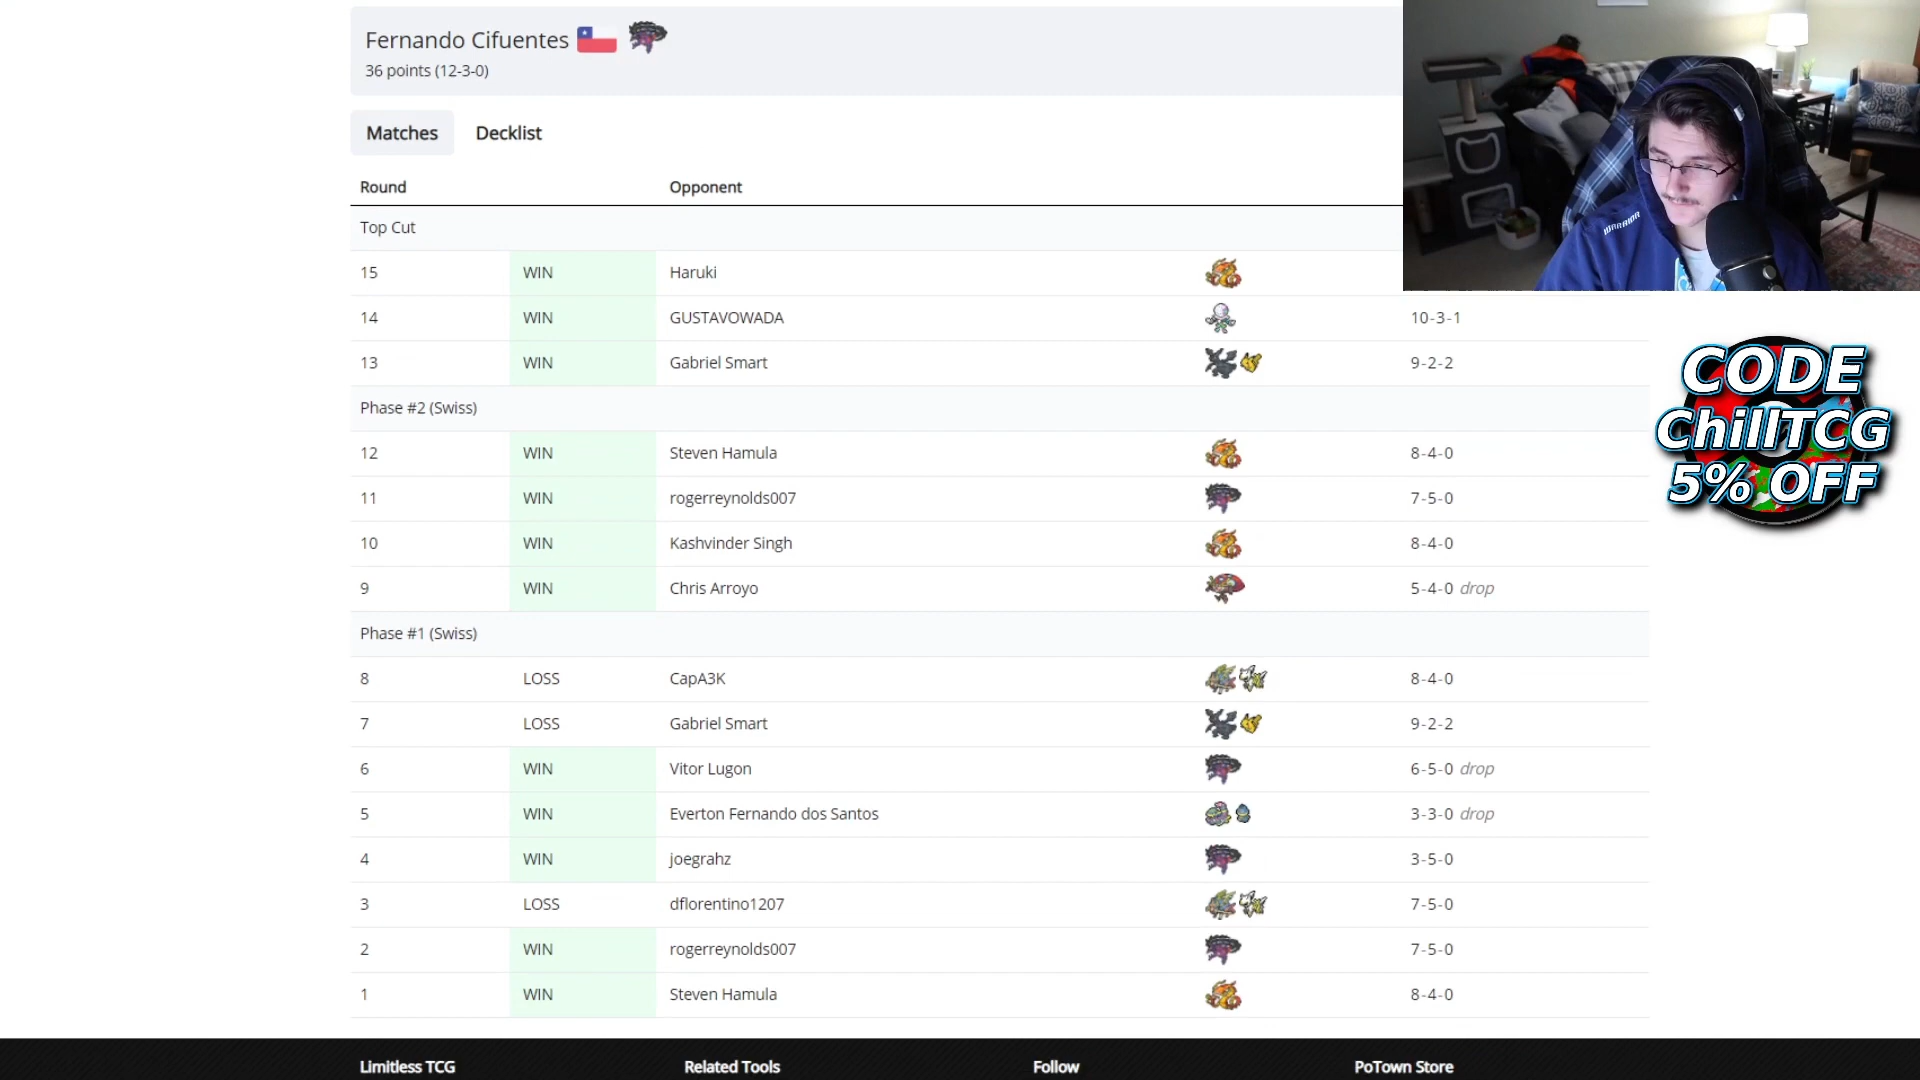 Fernando Cifuentes
36 points (12-3-0)
Matches Decklist
Round Opponent
Top Cut
15 WIN Haruki
14 WIN GUSTAVOWADA 10-3-1
13 WIN Gabriel Smart 9-2-2
Phase #2 (Swiss)
12 WIN Steven Hamula 8-4-0
11 WIN rogerreynolds007 7-5-0
10 WIN Kashvinder Singh 8-4-0
9 WIN Chris Arroyo 5-4-0 drop
Phase #1 (Swiss)
8 LOSS CapA3K 8-4-0
7 LOSS Gabriel Smart 9-2-2
6 WIN Vitor Lugon 6-5-0 drop
5 WIN Everton Fernando dos Santos 3-3-0 drop
4 WIN joegrahz 3-5-0
3 LOSS dflorentino1207 7-5-0
2 WIN rogerreynolds007 7-5-0
1 WIN Steven Hamula 8-4-0
Limitless TCG Related Tools Follow PoTown Store
WARRIOR
CODE
ChillTCG
5% OFF